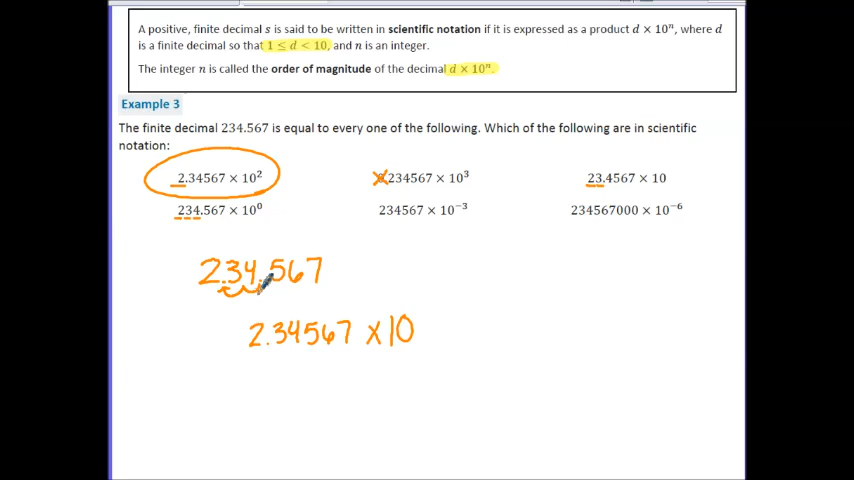 A positive, finite decimal s is said to be written in scientific notation if it is expressed as a product d × 10ⁿ, where d
is a finite decimal so that 1 ≤ d < 10, and n is an integer.
The integer n is called the order of magnitude of the decimal d × 10ⁿ.
Example 3
The finite decimal 234.567 is equal to every one of the following. Which of the following are in scientific
notation:
2.34567 × 10² 0.234567 × 10³ 23.4567 × 10
234.567 × 10⁰ 234567 × 10⁻³ 234567000 × 10⁻⁶
234.567
2.34567 × 10